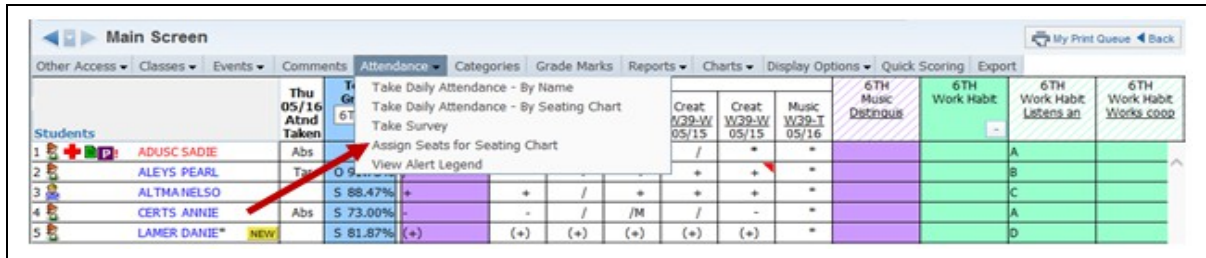 Main Screen
My Print Queue Back
Other Access Classes Events Comments Attendance Categories Grade Marks Reports Charts Display Options Quick Scoring Export
Take Daily Attendance - By Name
Take Daily Attendance - By Seating Chart
Take Survey
Assign Seats for Seating Chart
View Alert Legend
Students
Thu 05/16 Atnd Taken
Creat W39-W 05/15
Creat W39-W 05/15
Music W39-T 05/16
6TH Music Distinguis
6TH Work Habit -
6TH Work Habit Listens an
6TH Work Habit Works coop
1 P! ADUSC SADIE Abs / * * A
2 ALEYS PEARL Tar + + * B
3 ALTMA NELSO S 88.47% + + / + + + * C
4 CERTS ANNIE Abs S 73.00% - - / /M / - * A
5 LAMER DANIE* NEW S 81.87% (+) (+) (+) (+) (+) (+) * D